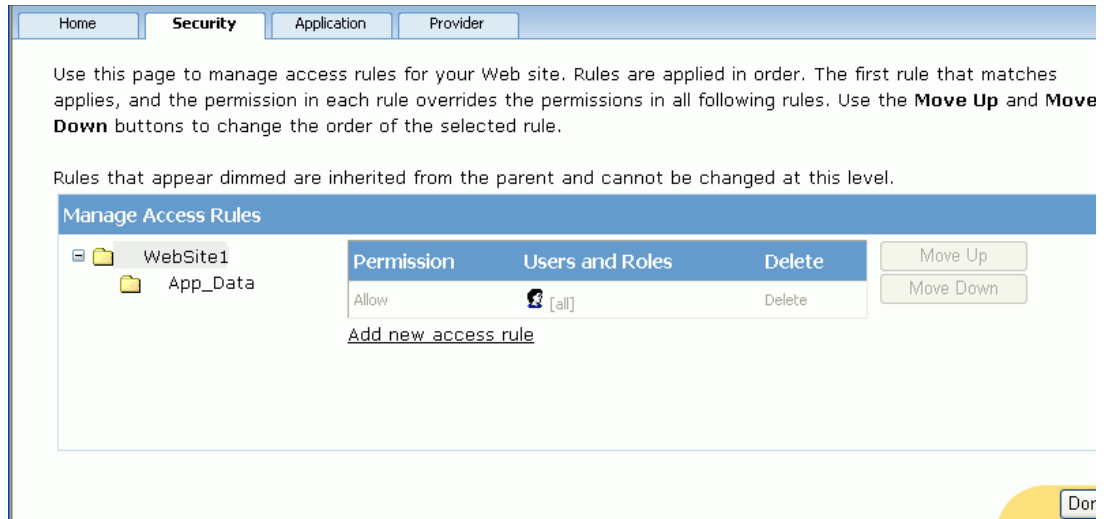 Home Security Application Provider
Use this page to manage access rules for your Web site. Rules are applied in order. The first rule that matches
applies, and the permission in each rule overrides the permissions in all following rules. Use the Move Up and Move
Down buttons to change the order of the selected rule.
Rules that appear dimmed are inherited from the parent and cannot be changed at this level.
Manage Access Rules
WebSite1
App_Data
Permission Users and Roles Delete
Allow [all] Delete
Add new access rule
Move Up
Move Down